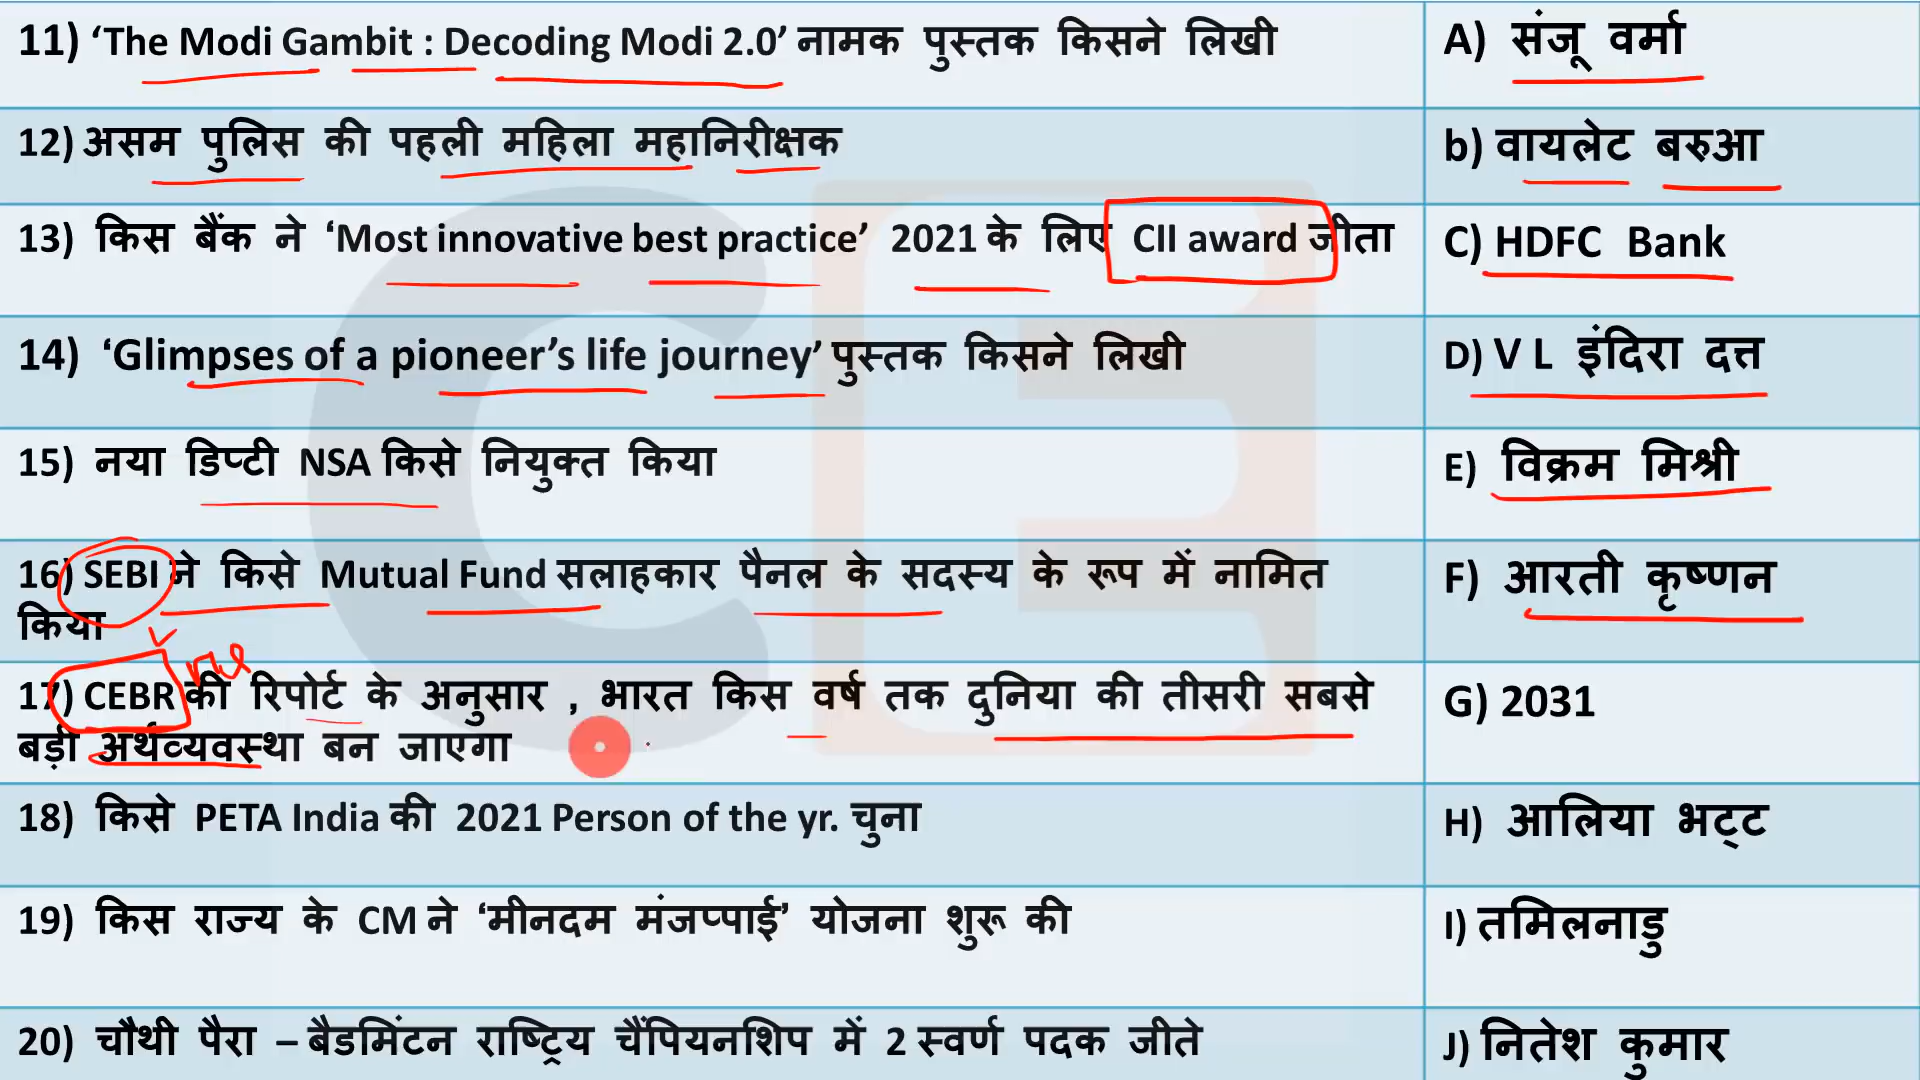 11) ‘The Modi Gambit : Decoding Modi 2.0’ नामक पुस्तक किसने लिखी
A) संजू वर्मा
12) असम पुलिस की पहली महिला महानिरीक्षक
b) वायलेट बरुआ
13) किस बैंक ने ‘Most innovative best practice’ 2021 के लिए CII award जीता
C) HDFC Bank
14) ‘Glimpses of a pioneer’s life journey’ पुस्तक किसने लिखी
D) V L इंदिरा दत्त
15) नया डिप्टी NSA किसे नियुक्त किया
E) विक्रम मिश्री
16) SEBI ने किसे Mutual Fund सलाहकार पैनल के सदस्य के रूप में नामित
किया
F) आरती कृष्णन
17) CEBR की रिपोर्ट के अनुसार , भारत किस वर्ष तक दुनिया की तीसरी सबसे
बड़ी अर्थव्यवस्था बन जाएगा
G) 2031
18) किसे PETA India की 2021 Person of the yr. चुना
H) आलिया भट्ट
19) किस राज्य के CM ने ‘मीनदम मंजप्पाई’ योजना शुरू की
I) तमिलनाडु
20) चौथी पैरा – बैडमिंटन राष्ट्रिय चैंपियनशिप में 2 स्वर्ण पदक जीते
J) नितेश कुमार